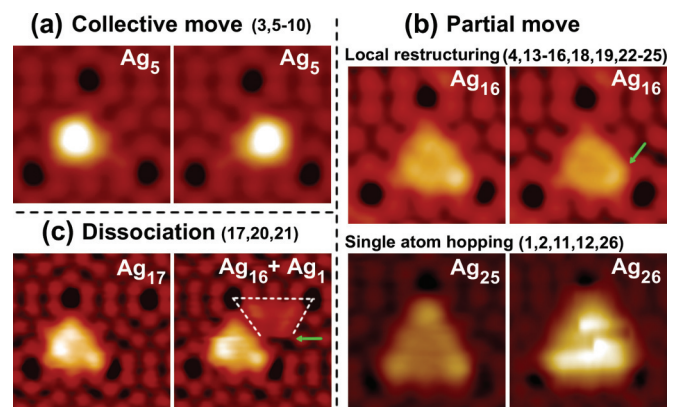 (a) Collective move (3,5-10)
Ag5 Ag5
(b) Partial move
Local restructuring (4,13-16,18,19,22-25)
Ag16 Ag16
(c) Dissociation (17,20,21)
Ag17 Ag16+ Ag1
Single atom hopping (1,2,11,12,26)
Ag25 Ag26